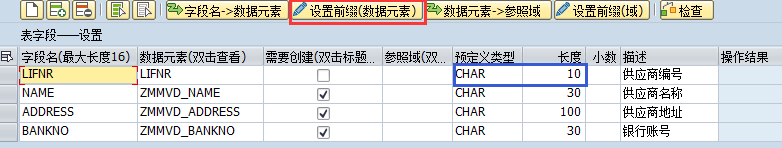 字段名->数据元素 设置前缀(数据元素) 数据元素->参照域 设置前缀(域) 检查
表字段——设置
字段名(最大长度16) 数据元素(双击查看) 需要创建(双击标题... 参照域(双... 预定义类型 长度 小数 描述 操作结果
LIFNR LIFNR CHAR 10 供应商编号
NAME ZMMVD_NAME CHAR 30 供应商名称
ADDRESS ZMMVD_ADDRESS CHAR 100 供应商地址
BANKNO ZMMVD_BANKNO CHAR 30 银行账号